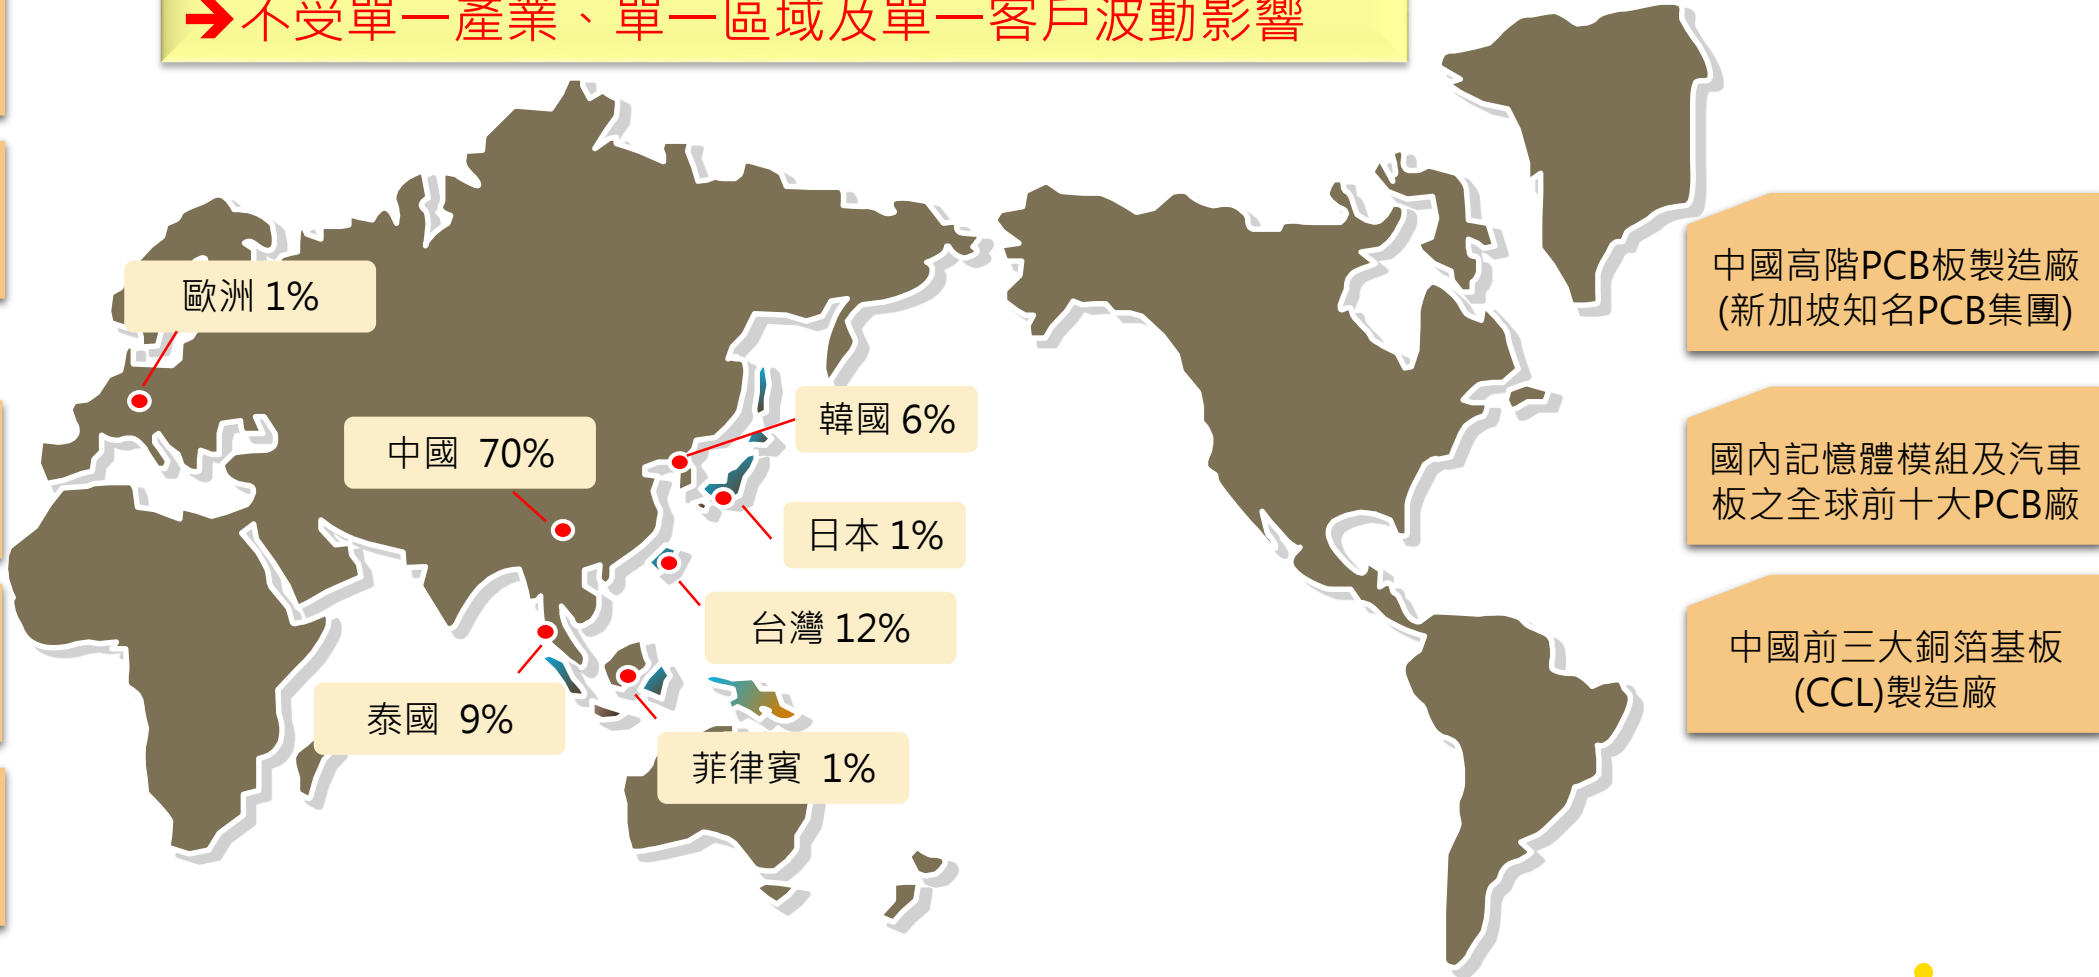 ➔不受單一產業、單一區域及單一客戶波動影響
歐洲 1%
中國 70%
韓國 6%
日本 1%
台灣 12%
泰國 9%
菲律賓 1%
中國高階PCB板製造廠
(新加坡知名PCB集團)
國內記憶體模組及汽車
板之全球前十大PCB廠
中國前三大銅箔基板
(CCL)製造廠